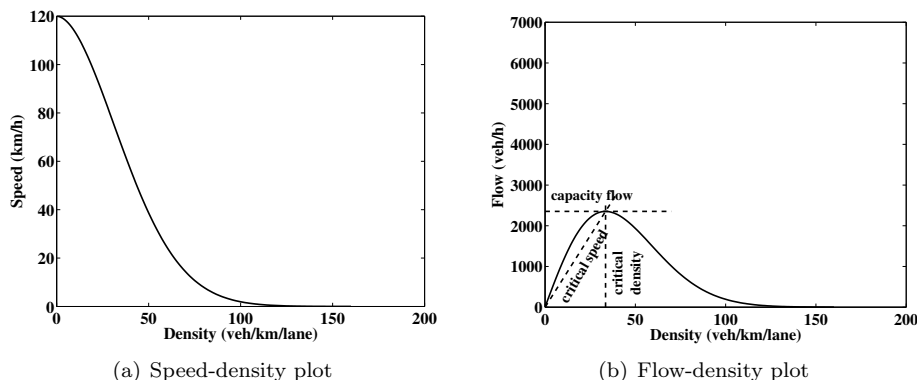 120
100
80
60
40
20
0
Speed (km/h)
0 50 100 150 200
Density (veh/km/lane)
(a) Speed-density plot
7000
6000
5000
4000
3000
2000
1000
0
Flow (veh/h)
capacity flow
critical speed
critical
density
0 50 100 150 200
Density (veh/km/lane)
(b) Flow-density plot